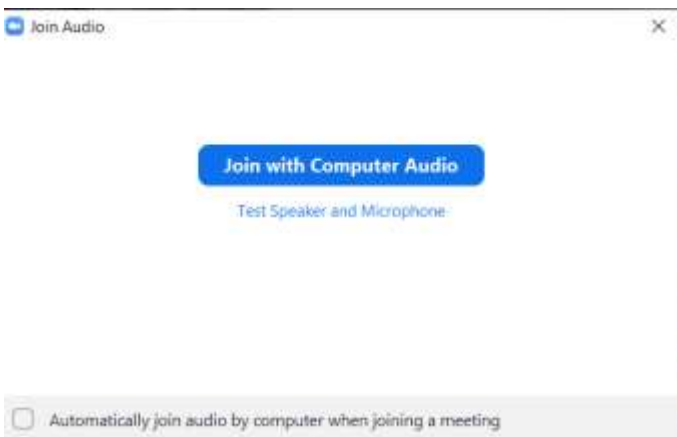 Join Audio
Join with Computer Audio
Test Speaker and Microphone
Automatically join audio by computer when joining a meeting